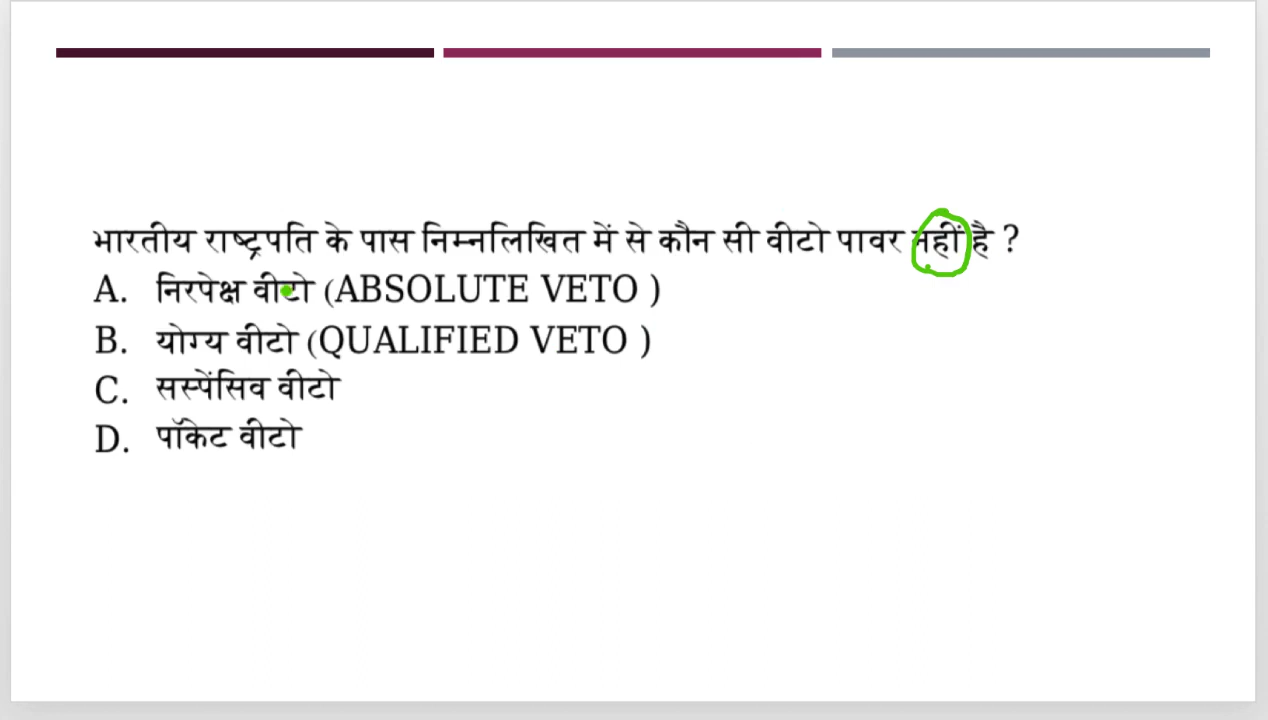 भारतीय राष्ट्रपति के पास निम्नलिखित में से कौन सी वीटो पावर नहीं है ?
A. निरपेक्ष वीटो (ABSOLUTE VETO )
B. योग्य वीटो (QUALIFIED VETO )
C. सस्पेंसिव वीटो
D. पॉकेट वीटो